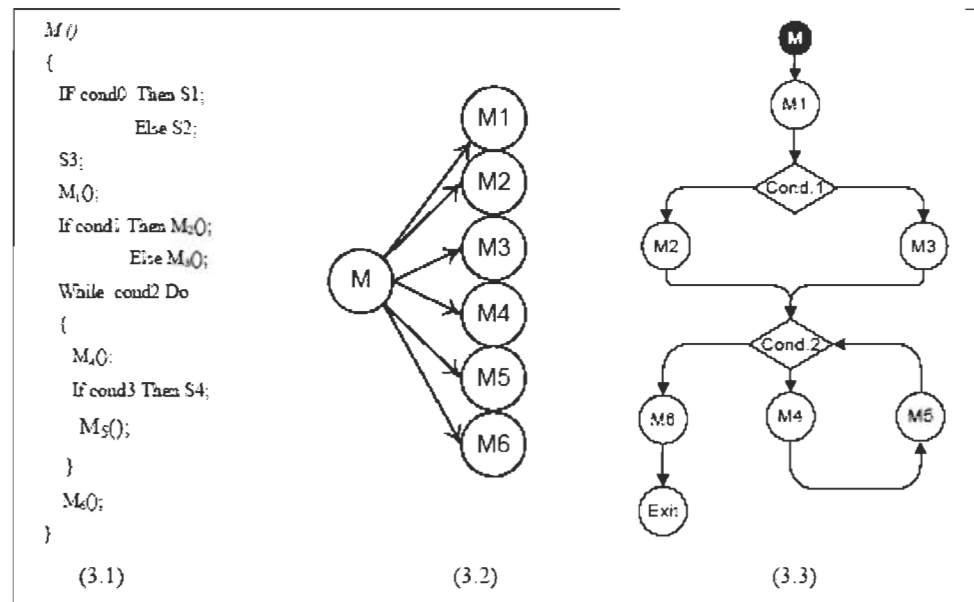 M ()
{
IF cond0 Then S1;
Else S2;
S3;
M1();
If cond1 Then M2();
Else M3();
While cond2 Do
{
M4();
If cond3 Then S4;
M5();
}
M6();
}
(3.1)
M
M1
M2
M3
M4
M5
M6
(3.2)
M
M1
Cond.1
M2
M3
Cond.2
M6
M4
M5
Exit
(3.3)